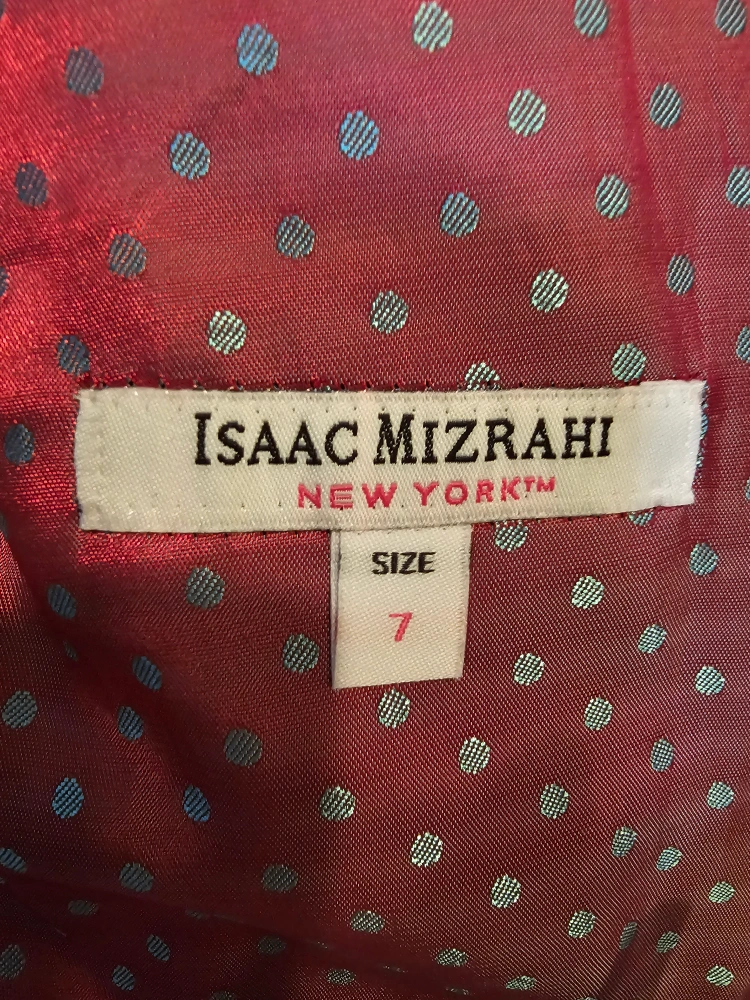 ISAAC MIZRAHI
NEW YORK™
SIZE
7